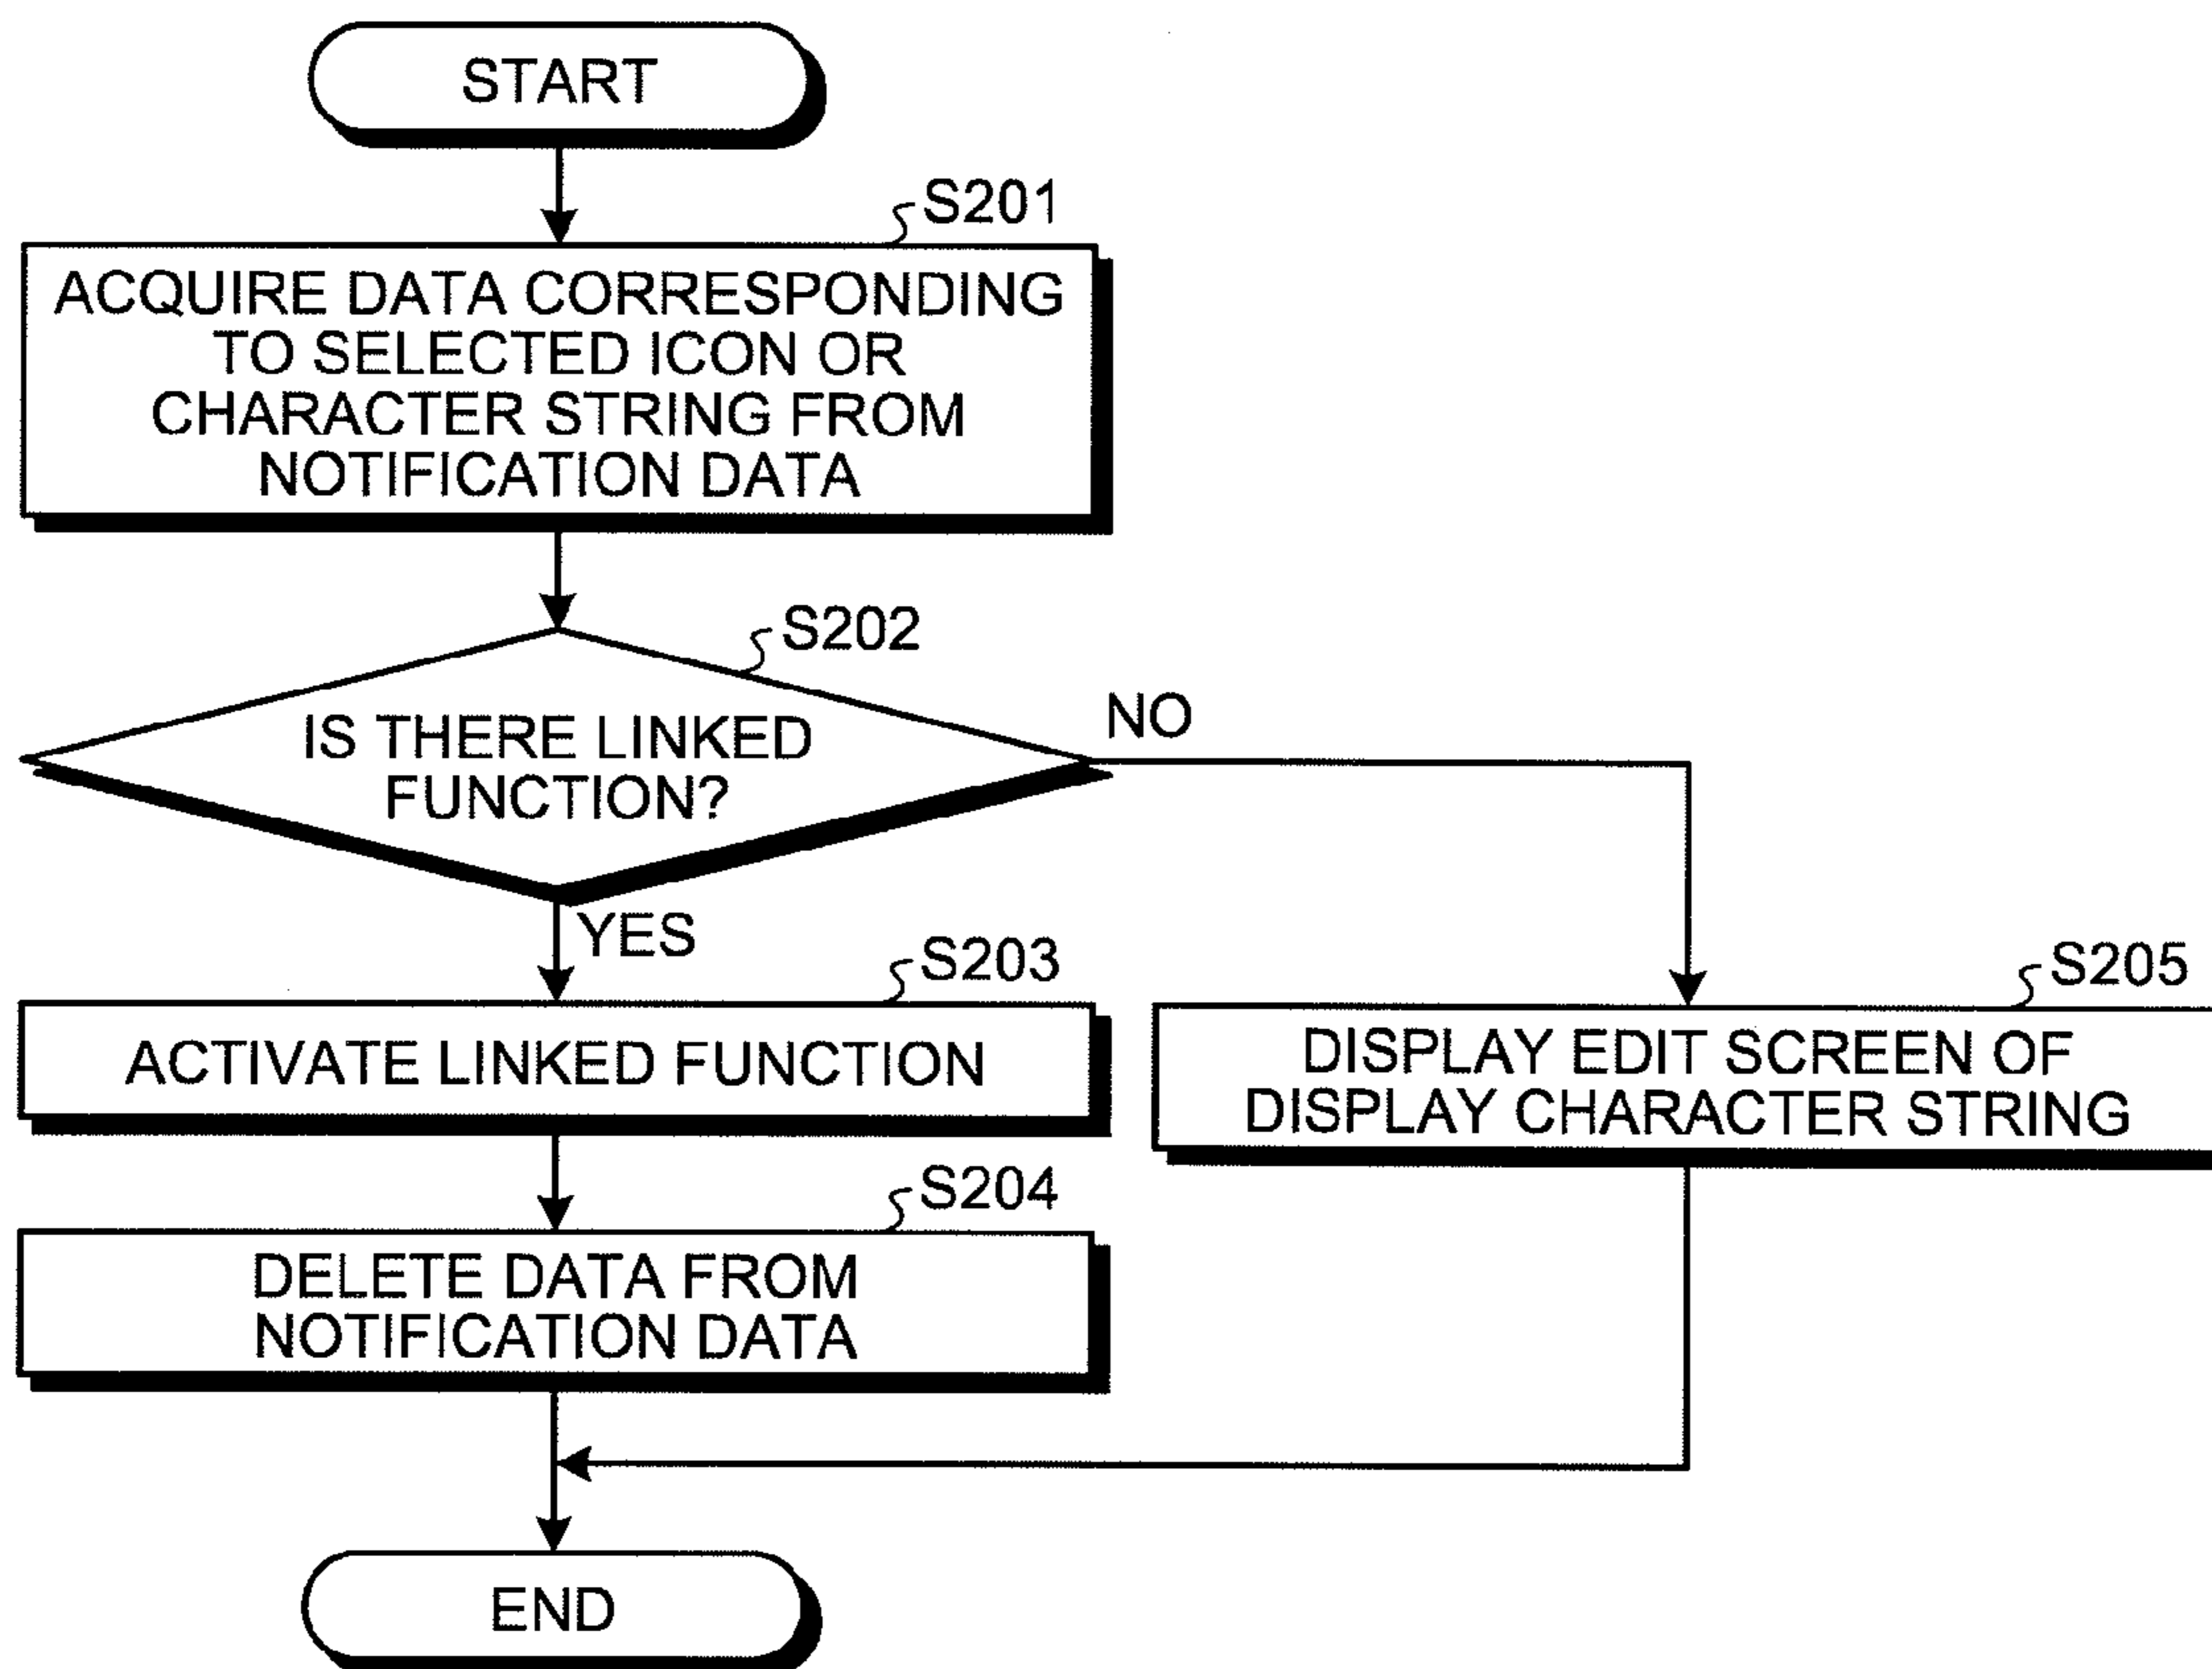 START
S201
ACQUIRE DATA CORRESPONDING
TO SELECTED ICON OR
CHARACTER STRING FROM
NOTIFICATION DATA
S202
IS THERE LINKED
FUNCTION?
NO
YES
S203
ACTIVATE LINKED FUNCTION
S205
DISPLAY EDIT SCREEN OF
DISPLAY CHARACTER STRING
S204
DELETE DATA FROM
NOTIFICATION DATA
END